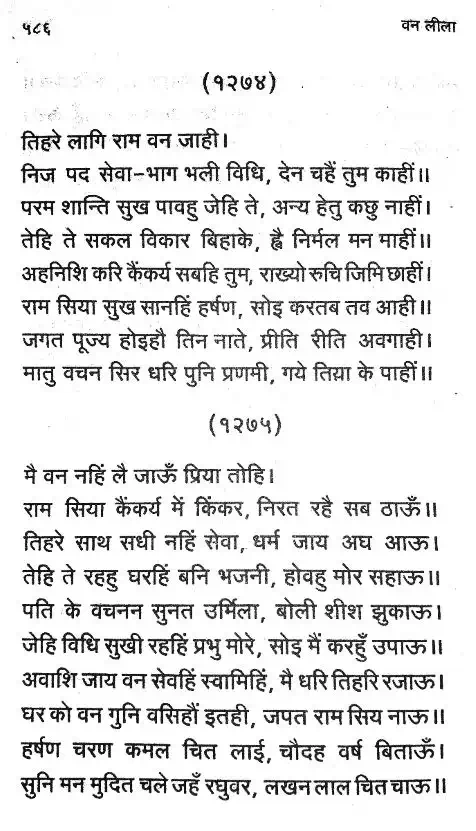 ५८६ वन लीला
(१२७४)
तिहरे लागि राम वन जाही।
निज पद सेवा-भाग भली विधि, देन चहैं तुम काहीं॥
परम शान्ति सुख पावहु जेहि ते, अन्य हेतु कछु नाहीं।
तेहि ते सकल विकार बिहाके, ह्वै निर्मल मन माहीं॥
अहनिशि करि कैंकर्य सबहि तुम, राख्यो रुचि जिमि छाहीं।
राम सिया सुख सानहिं हर्षण, सोइ करतब तव आही॥
जगत पूज्य होइहौ तिन नाते, प्रीति रीति अवगाही।
मातु वचन सिर धरि पुनि प्रणमी, गये तिया के पाहीं॥
(१२७५)
मै वन नहिं लै जाऊँ प्रिया तोहि।
राम सिया कैंकर्य में किंकर, निरत रहै सब ठाऊँ॥
तिहरे साथ सधी नहिं सेवा, धर्म जाय अघ आऊ।
तेहि ते रहहु घरहिं बनि भजनी, होवहु मोर सहाऊ॥
पति के वचनन सुनत उर्मिला, बोली शीश झुकाऊ।
जेहि विधि सुखी रहहिं प्रभु मोरे, सोइ मैं करहुँ उपाऊ॥
अवाशि जाय वन सेवहिं स्वामिहिं, मै धरि तिहरि रजाऊ।
घर को वन गुनि वसिहौं इतही, जपत राम सिय नाऊ॥
हर्षण चरण कमल चित लाई, चौदह वर्ष बिताऊँ।
सुनि मन मुदित चले जहँ रघुवर, लखन लाल चित चाऊ॥